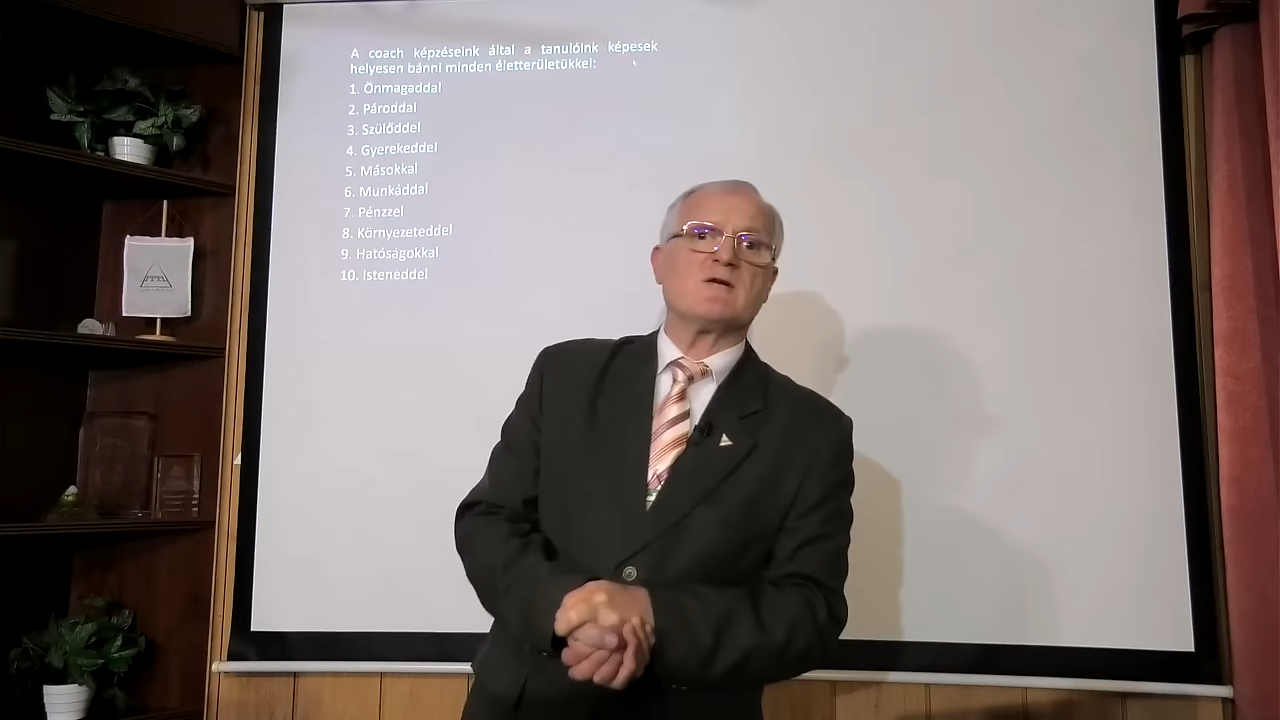 A coach képzéseink által a tanulóink képesek
helyesen bánni minden életterületükkel:
1. Önmagaddal
2. Pároddal
3. Szülőddel
4. Gyerekeddel
5. Másokkal
6. Munkáddal
7. Pénzzel
8. Környezeteddel
9. Hatóságokkal
10. Isteneddel